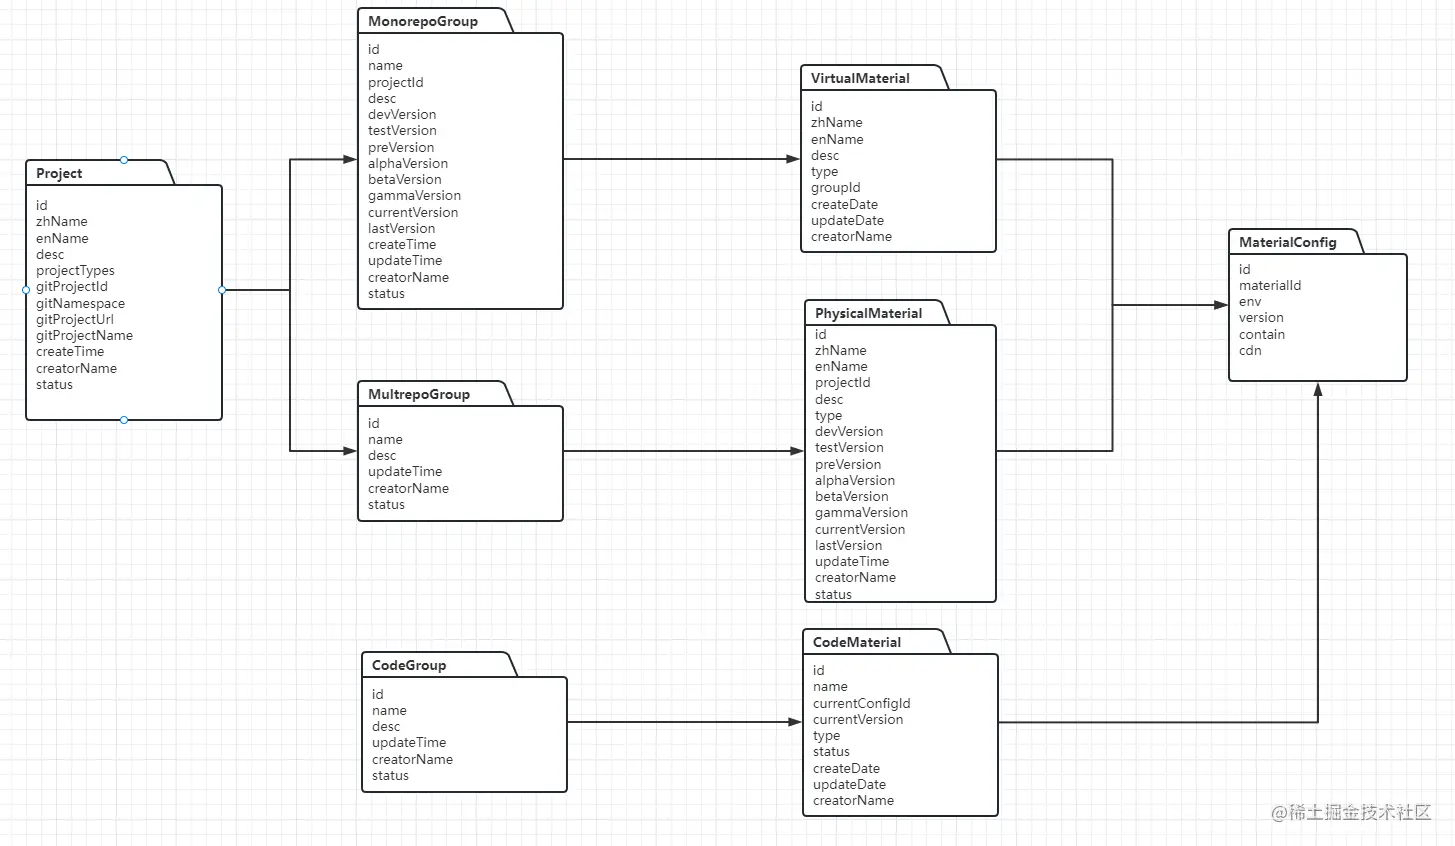 Project
id
zhName
enName
desc
projectTypes
gitProjectId
gitNamespace
gitProjectUrl
gitProjectName
createTime
creatorName
status
MonorepoGroup
id
name
projectId
desc
devVersion
testVersion
preVersion
alphaVersion
betaVersion
gammaVersion
currentVersion
lastVersion
createTime
updateTime
creatorName
status
MultrepoGroup
id
name
desc
updateTime
creatorName
status
CodeGroup
id
name
desc
updateTime
creatorName
status
VirtualMaterial
id
zhName
enName
desc
type
groupId
createDate
updateDate
creatorName
PhysicalMaterial
id
zhName
enName
projectId
desc
type
devVersion
testVersion
preVersion
alphaVersion
betaVersion
gammaVersion
currentVersion
lastVersion
updateTime
creatorName
status
CodeMaterial
id
name
currentConfigId
currentVersion
type
status
createDate
updateDate
creatorName
MaterialConfig
id
materialId
env
version
contain
cdn
@稀土掘金技术社区